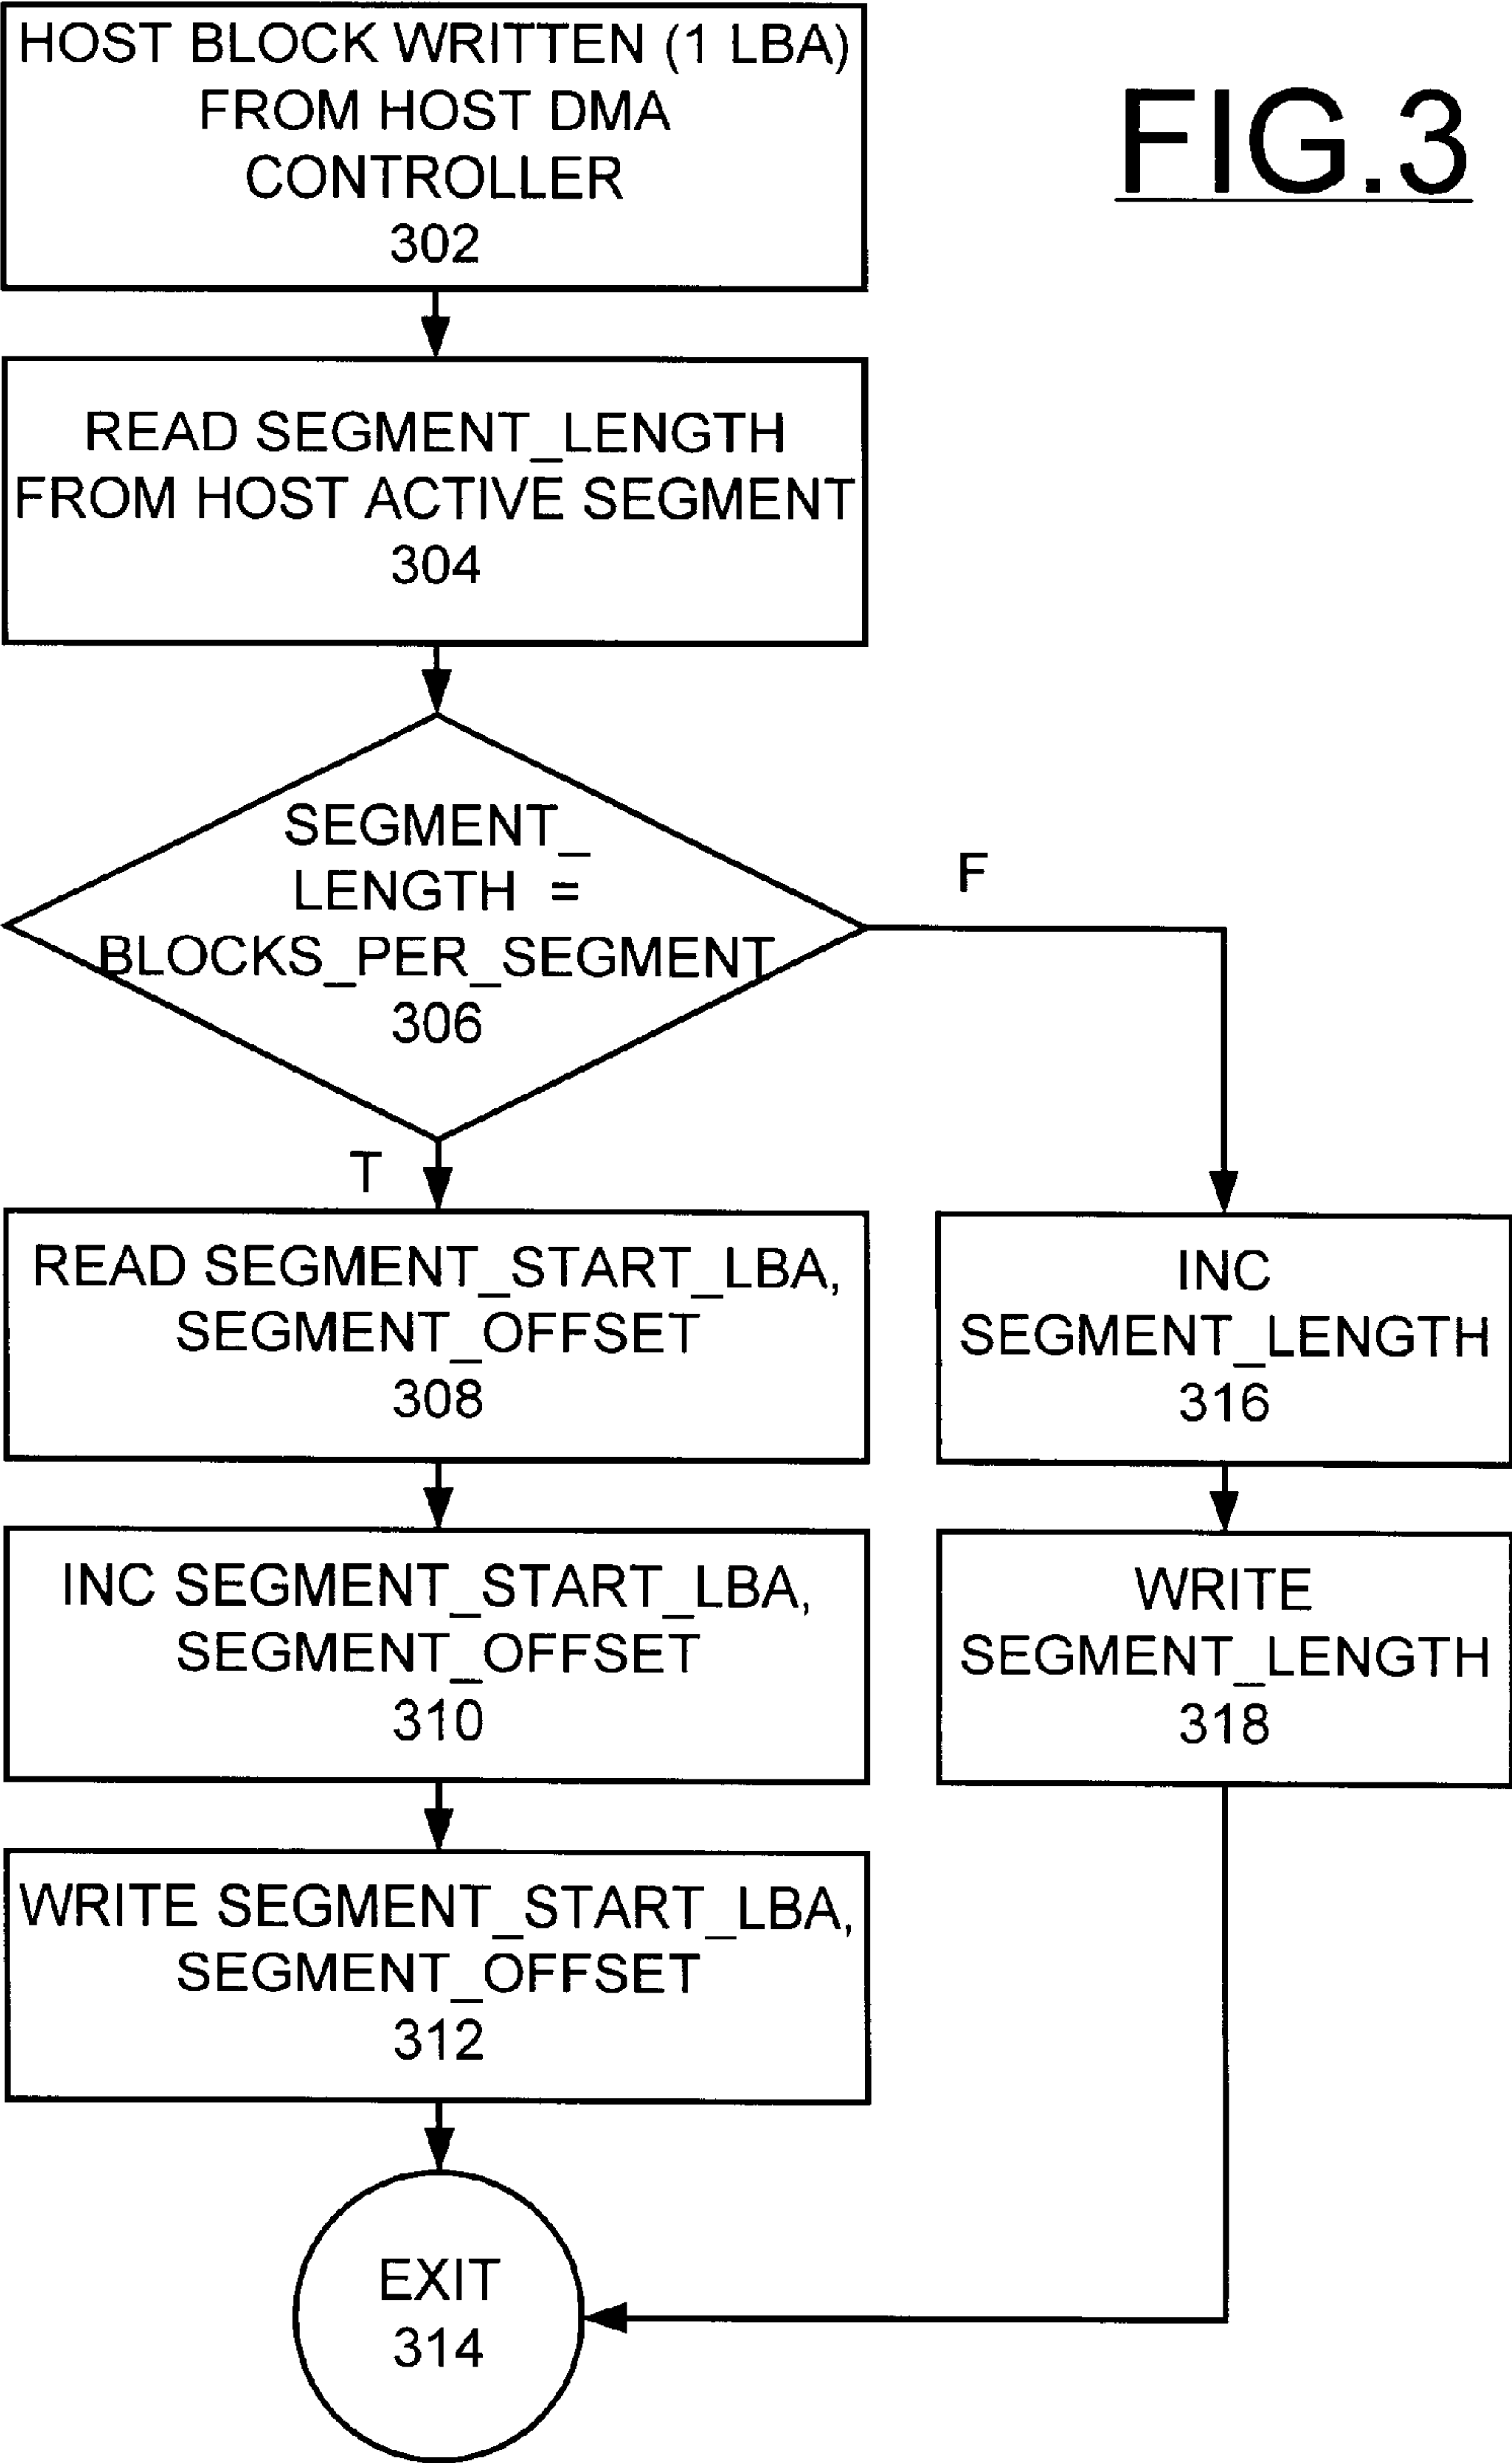 FIG.3
HOST BLOCK WRITTEN (1 LBA)
FROM HOST DMA
CONTROLLER
302
READ SEGMENT_LENGTH
FROM HOST ACTIVE SEGMENT
304
SEGMENT_
LENGTH =
BLOCKS_PER_SEGMENT
306
F
T
READ SEGMENT_START_LBA,
SEGMENT_OFFSET
308
INC SEGMENT_START_LBA,
SEGMENT_OFFSET
310
WRITE SEGMENT_START_LBA,
SEGMENT_OFFSET
312
INC
SEGMENT_LENGTH
316
WRITE
SEGMENT_LENGTH
318
EXIT
314